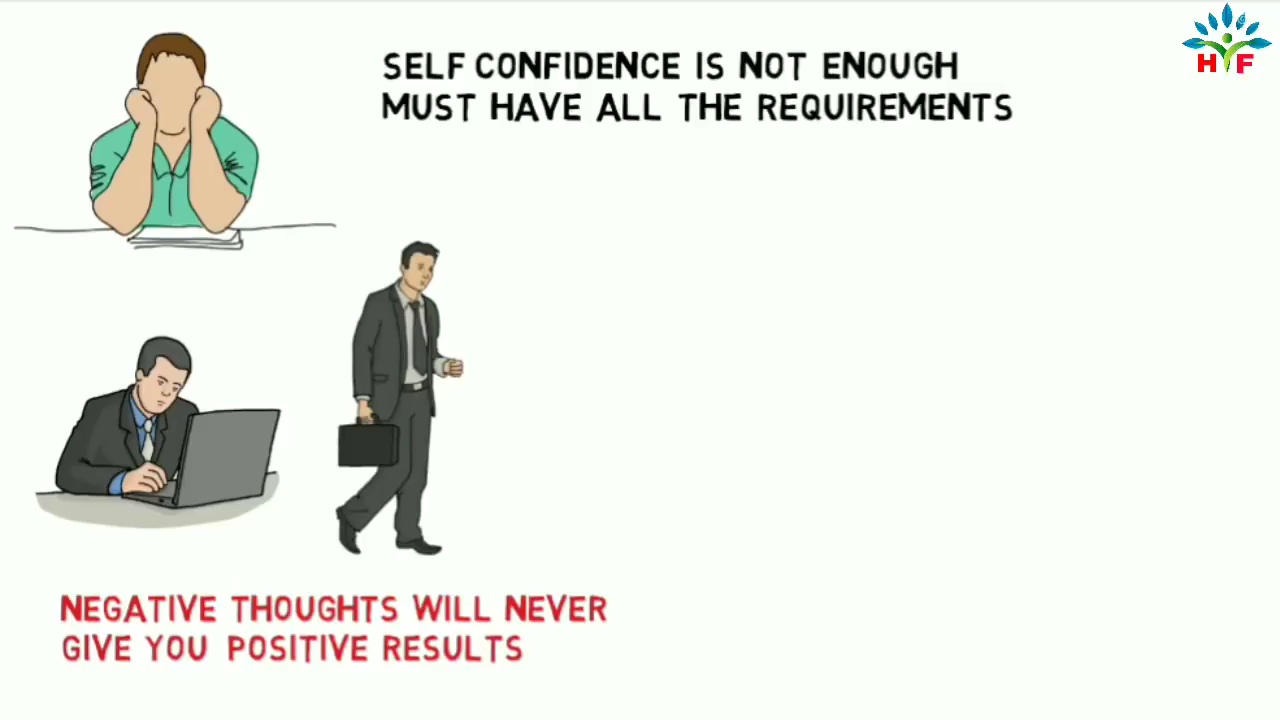 SELF CONFIDENCE IS NOT ENOUGH
MUST HAVE ALL THE REQUIREMENTS
H F
NEGATIVE THOUGHTS WILL NEVER
GIVE YOU POSITIVE RESULTS